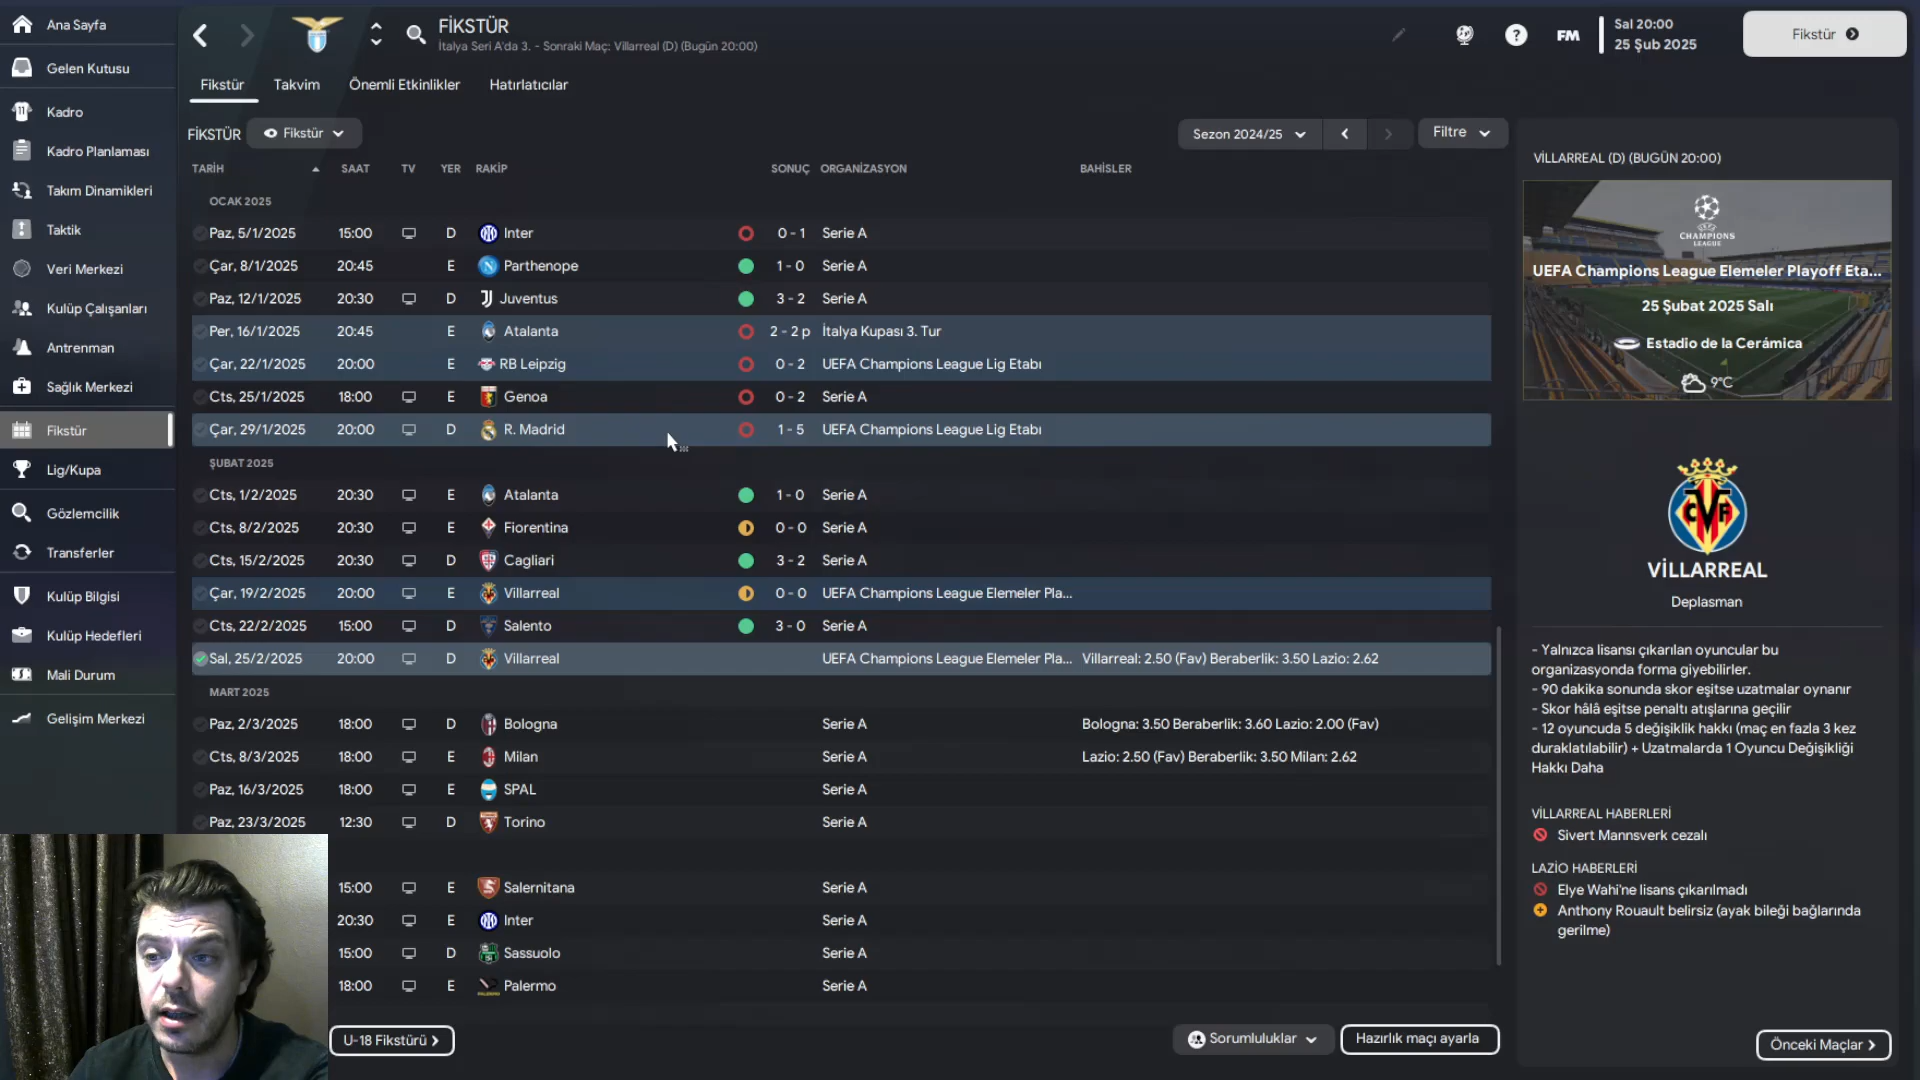 Ana Sayfa
Gelen Kutusu
Kadro
Kadro Planlaması
Takım Dinamikleri
Taktik
Veri Merkezi
Kulüp Çalışanları
Antrenman
Sağlık Merkezi
Fikstür
Lig/Kupa
Gözlemcilik
Transferler
Kulüp Bilgisi
Kulüp Hedefleri
Mali Durum
Gelişim Merkezi
FİKSTÜR
İtalya Seri A'da 3. - Sonraki Maç: Villarreal (D) (Bugün 20:00)
FM
Sal 20:00
25 Şub 2025
Fikstür
Fikstür Takvim Önemli Etkinlikler Hatırlatıcılar
FİKSTÜR Fikstür Sezon 2024/25 Filtre
TARİH SAAT TV YER RAKİP SONUÇ ORGANİZASYON BAHİSLER
OCAK 2025
Paz, 5/1/2025 15:00 D Inter 0 - 1 Serie A
Çar, 8/1/2025 20:45 E Parthenope 1 - 0 Serie A
Paz, 12/1/2025 20:30 D Juventus 3 - 2 Serie A
Per, 16/1/2025 20:45 E Atalanta 2 - 2 p İtalya Kupası 3. Tur
Çar, 22/1/2025 20:00 E RB Leipzig 0 - 2 UEFA Champions League Lig Etabı
Cts, 25/1/2025 18:00 E Genoa 0 - 2 Serie A
Çar, 29/1/2025 20:00 D R. Madrid 1 - 5 UEFA Champions League Lig Etabı
ŞUBAT 2025
Cts, 1/2/2025 20:30 E Atalanta 1 - 0 Serie A
Cts, 8/2/2025 20:30 E Fiorentina 0 - 0 Serie A
Cts, 15/2/2025 20:30 D Cagliari 3 - 2 Serie A
Çar, 19/2/2025 20:00 E Villarreal 0 - 0 UEFA Champions League Elemeler Pla...
Cts, 22/2/2025 15:00 D Salento 3 - 0 Serie A
Sal, 25/2/2025 20:00 D Villarreal UEFA Champions League Elemeler Pla... Villarreal: 2.50 (Fav) Beraberlik: 3.50 Lazio: 2.62
MART 2025
Paz, 2/3/2025 18:00 D Bologna Serie A Bologna: 3.50 Beraberlik: 3.60 Lazio: 2.00 (Fav)
Cts, 8/3/2025 18:00 E Milan Serie A Lazio: 2.50 (Fav) Beraberlik: 3.50 Milan: 2.62
Paz, 16/3/2025 18:00 E SPAL Serie A
Paz, 23/3/2025 12:30 D Torino Serie A
15:00 E Salernitana Serie A
20:30 E Inter Serie A
15:00 D Sassuolo Serie A
18:00 E Palermo Serie A
U-18 Fikstürü
Sorumluluklar
Hazırlık maçı ayarla
VİLLARREAL (D) (BUGÜN 20:00)
CHAMPIONS
LEAGUE
UEFA Champions League Elemeler Playoff Eta...
25 Şubat 2025 Salı
Estadio de la Cerámica
9°C
VİLLARREAL
Deplasman
- Yalnızca lisansı çıkarılan oyuncular bu
organizasyonda forma giyebilirler.
- 90 dakika sonunda skor eşitse uzatmalar oynanır
- Skor hâlâ eşitse penaltı atışlarına geçilir
- 12 oyuncuda 5 değişiklik hakkı (maç en fazla 3 kez
duraklatılabilir) + Uzatmalarda 1 Oyuncu Değişikliği
Hakkı Daha
VİLLARREAL HABERLERİ
Sivert Mannsverk cezalı
LAZİO HABERLERİ
Elye Wahi'ne lisans çıkarılmadı
Anthony Rouault belirsiz (ayak bileği bağlarında
gerilme)
Önceki Maçlar